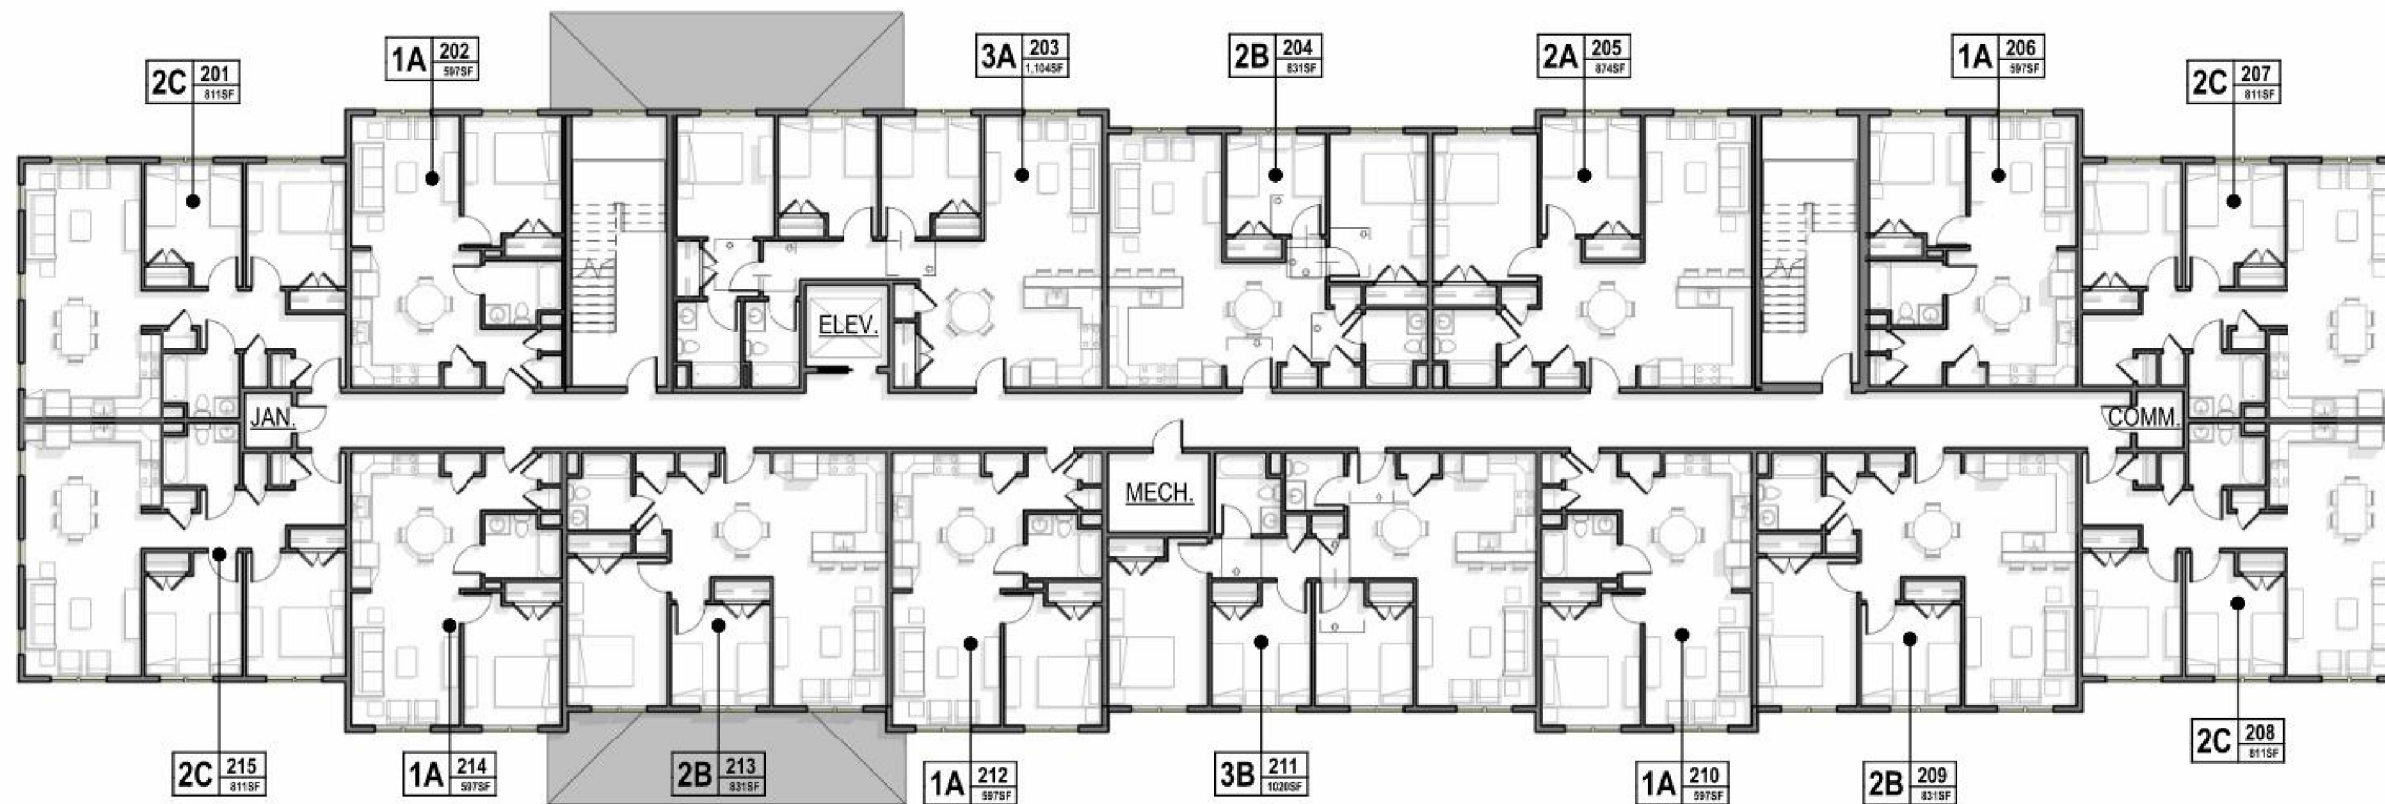 2C 201 811SF
1A 202 597SF
3A 203 1,104SF
2B 204 831SF
2A 205 874SF
1A 206 597SF
2C 207 811SF
ELEV.
JAN.
COMM.
MECH.
2C 215 811SF
1A 214 597SF
2B 213 831SF
1A 212 597SF
3B 211 1020SF
1A 210 597SF
2B 209 831SF
2C 208 811SF